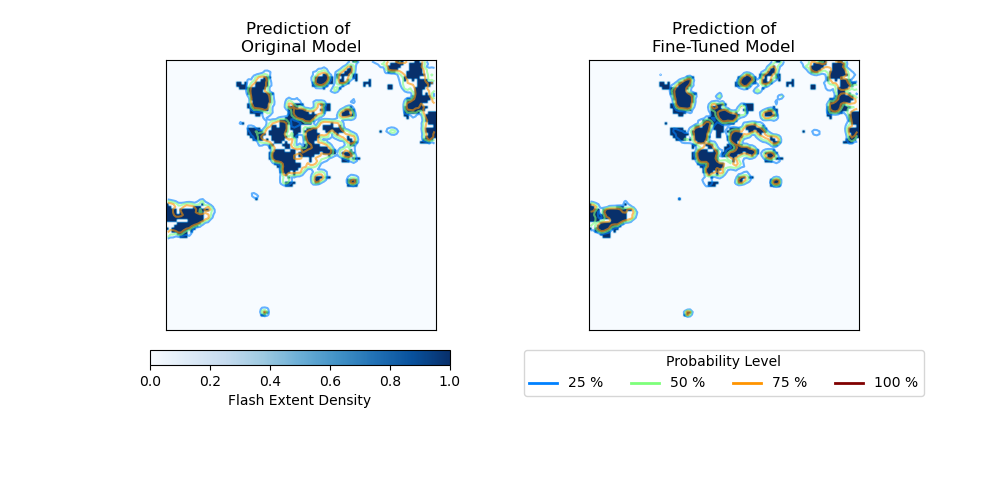 Prediction of
Original Model
Prediction of
Fine-Tuned Model
0.0 0.2 0.4 0.6 0.8 1.0
Flash Extent Density
Probability Level
25 % 50 % 75 % 100 %